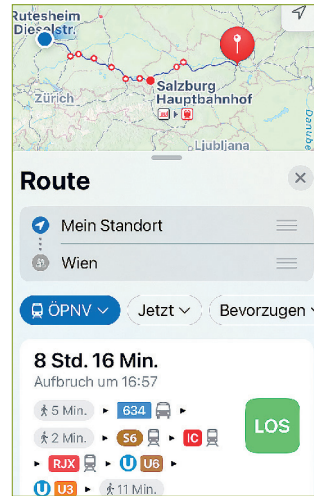 Rutesheim
Dieselstr.
Zürich
Salzburg
Hauptbahnhof
Ljubljana
Danube
Route
Mein Standort
Wien
ÖPNV
Jetzt
Bevorzugen
8 Std. 16 Min.
Aufbruch um 16:57
5 Min. ▸ 634 ▸
2 Min. ▸ S6 ▸ IC
▸ RJX ▸ U U6 ▸
U U3 ▸ 11 Min.
LOS